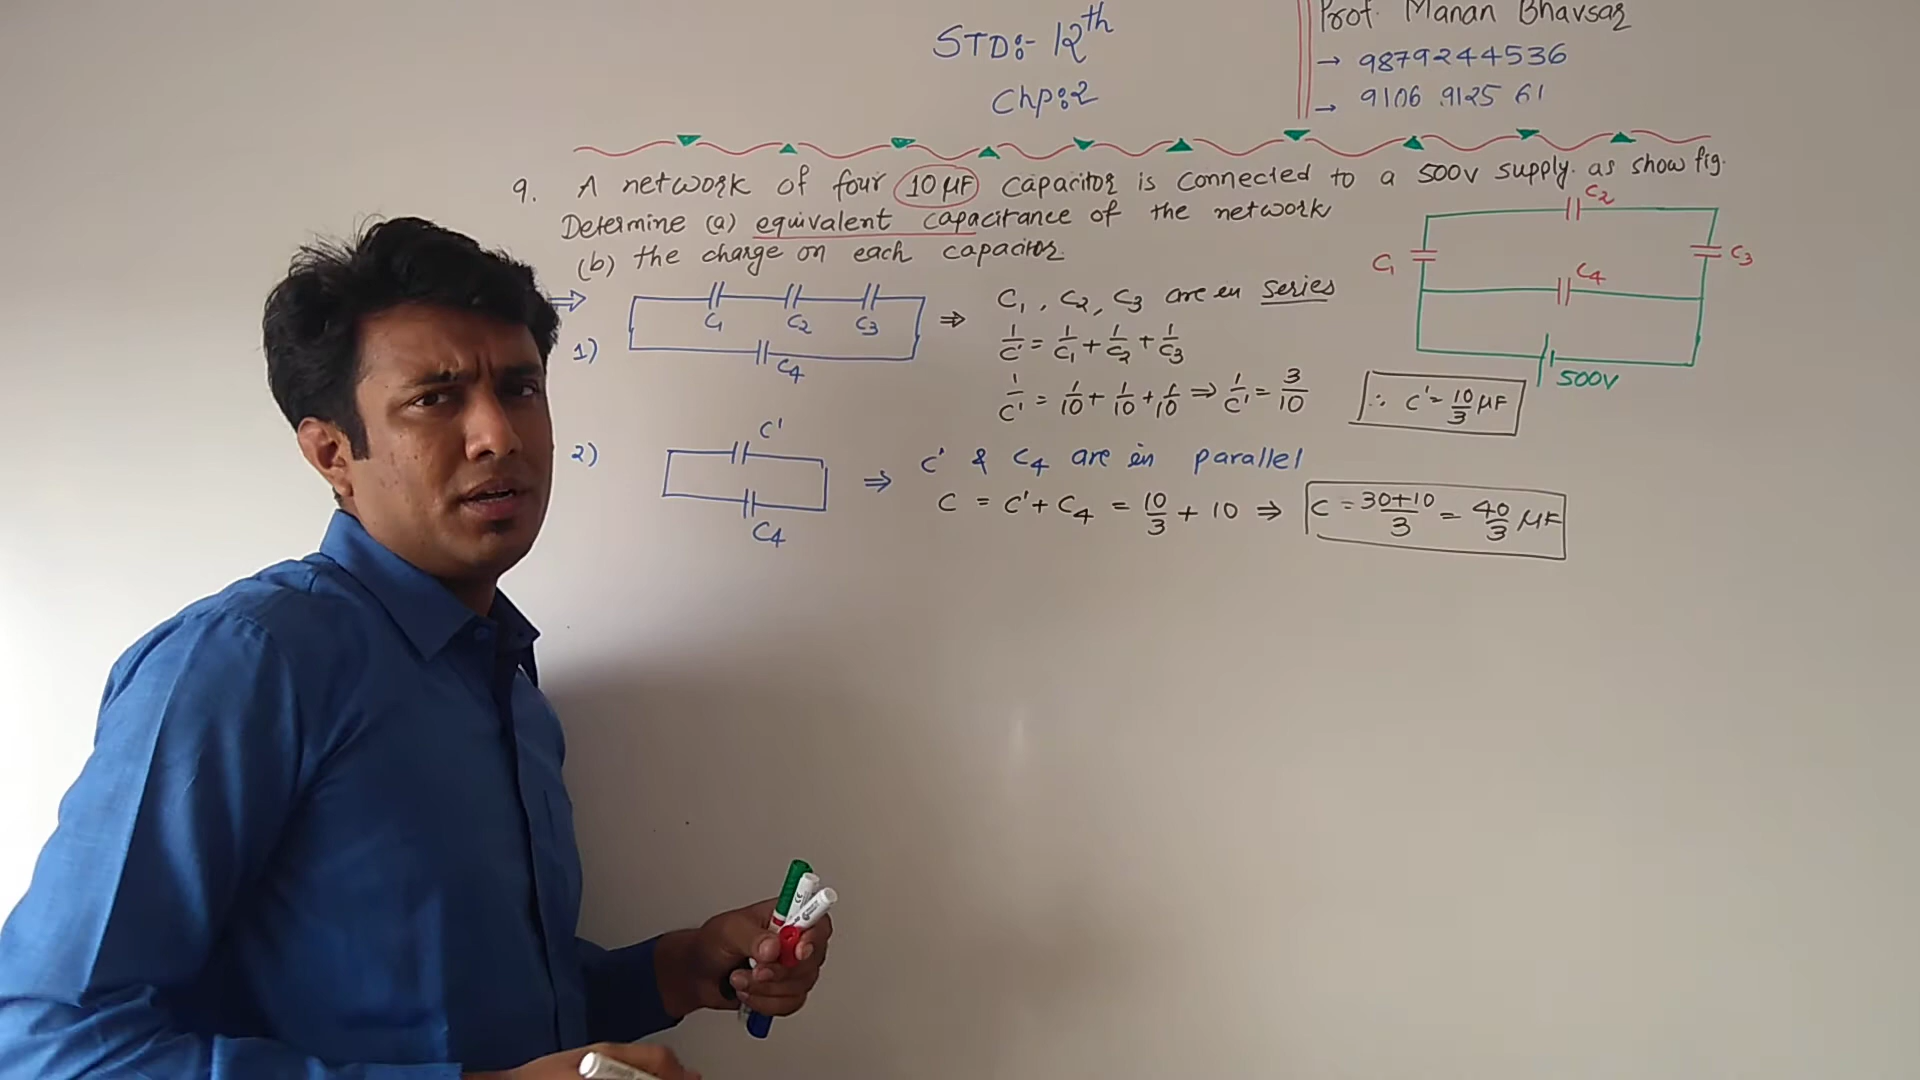 STD:- 12th
Chp:2
Prof. Manan Bhavsar
→ 9879244536
→ 9106 9125 61
9. A network of four 10 μF capacitor is connected to a 500V supply. as show fig.
Determine (a) equivalent capacitance of the network
(b) the charge on each capacitor.
C2
C1
C3
C4
500V
⇒
1)
C1 C2 C3
C4
⇒ C1, C2, C3 are in series
1/C' = 1/C1 + 1/C2 + 1/C3
1/C' = 1/10 + 1/10 + 1/10 ⇒ 1/C' = 3/10
∴ C' = 10/3 μF
2)
C'
C4
⇒ C' & C4 are in parallel
C = C' + C4 = 10/3 + 10 ⇒ C = 30+10/3 = 40/3 μF